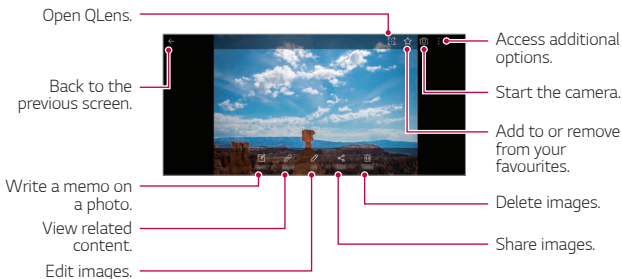 Open QLens.
Back to the
previous screen.
Write a memo on
a photo.
View related
content.
Edit images.
Access additional
options.
Start the camera.
Add to or remove
from your
favourites.
Delete images.
Share images.